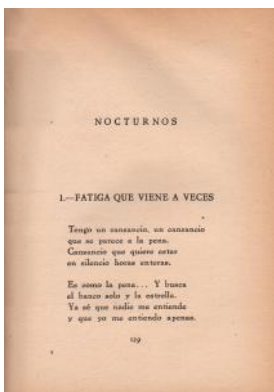 NOCTURNOS
1.—FATIGA QUE VIENE A VECES
Tengo un cansancio, un cansancio
que se parece a la pena.
Cansancio que quiere estar
en silencio horas enteras.
Es como la pena... Y busca
el banco solo y la estrella.
Ya sé que nadie me entiende
y que yo me entiendo apenas.
129